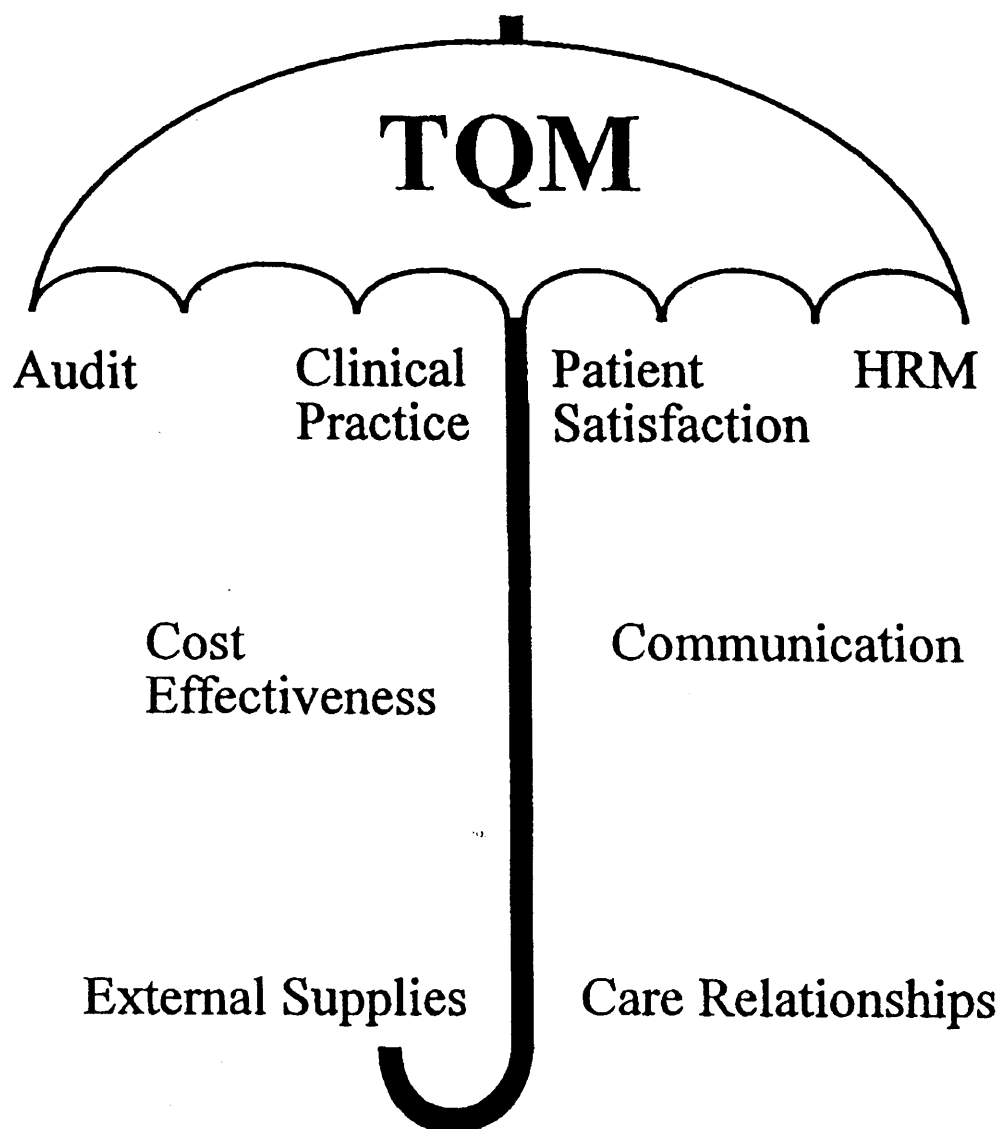 TQM
Audit
Clinical
Practice
Patient
Satisfaction
HRM
Cost
Effectiveness
Communication
External Supplies
Care Relationships